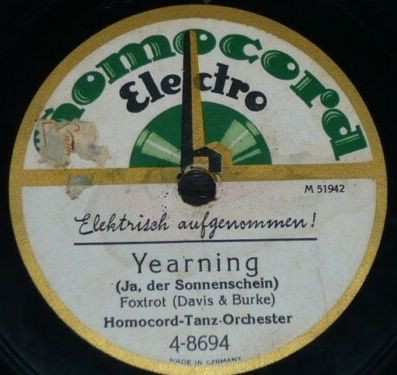 Homocord
Electro
M 51942
Elektrisch aufgenommen!
Yearning
(Ja, der Sonnenschein)
Foxtrot (Davis & Burke)
Homocord-Tanz-Orchester
4-8694
MADE IN GERMANY